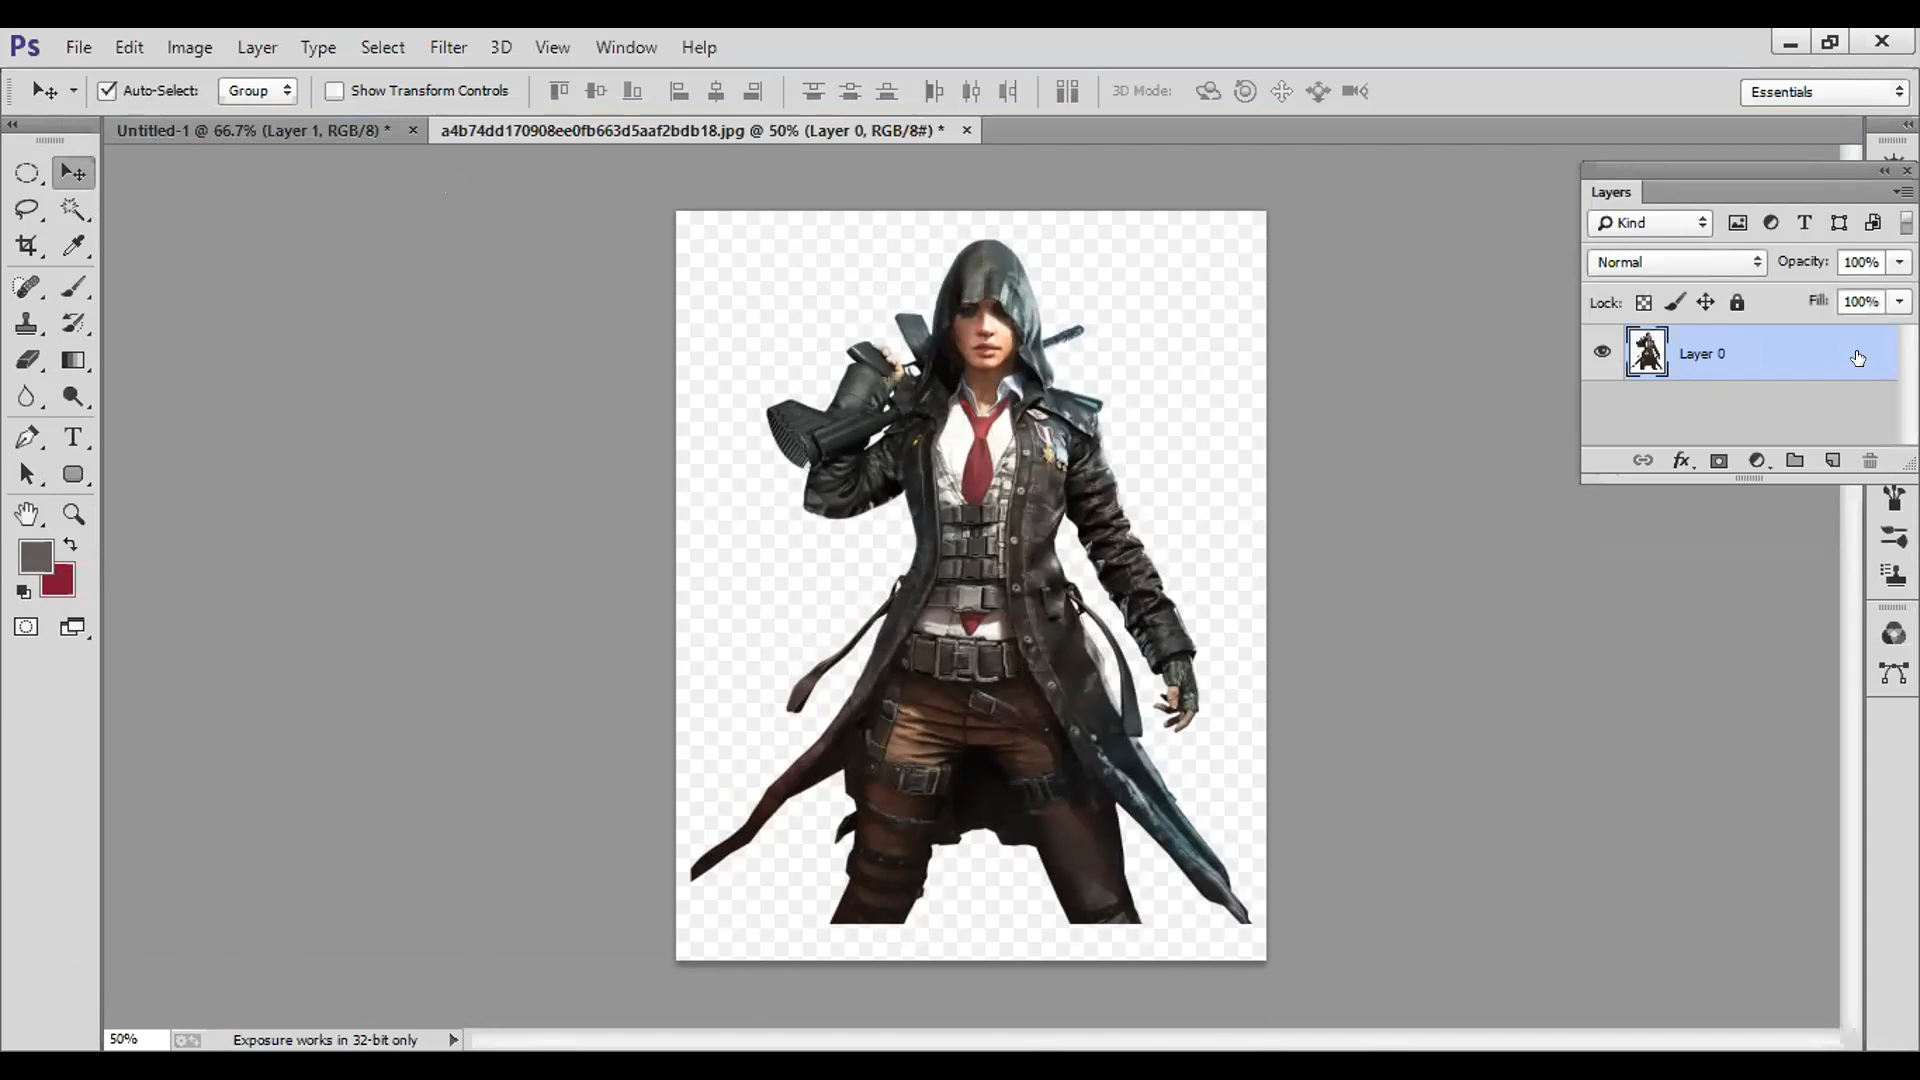 Ps File Edit Image Layer Type Select Filter 3D View Window Help
Auto-Select: Group Show Transform Controls 3D Mode: Essentials
Untitled-1 @ 66.7% (Layer 1, RGB/8) * a4b74dd170908ee0fb663d5aaf2bdb18.jpg @ 50% (Layer 0, RGB/8#) *
Layers
Kind
Normal Opacity: 100%
Lock: Fill: 100%
Layer 0
fx
50% Exposure works in 32-bit only